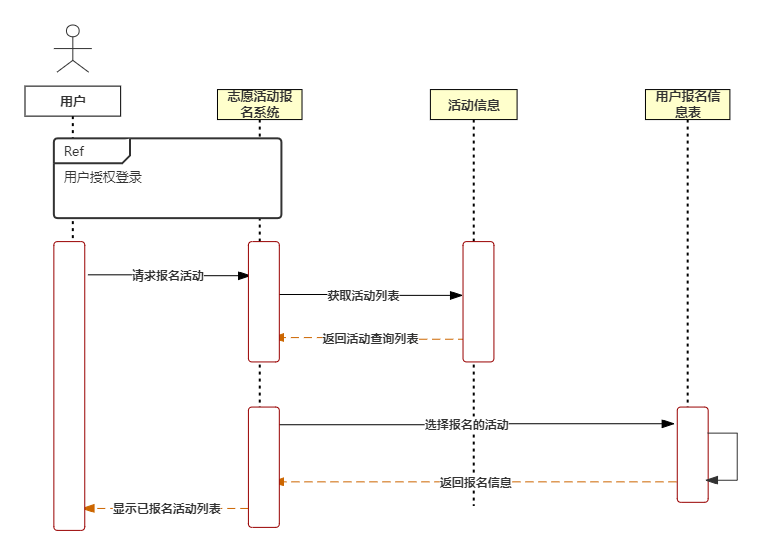 用户
志愿活动报
名系统
活动信息
用户报名信
息表
Ref
用户授权登录
请求报名活动
获取活动列表
返回活动查询列表
选择报名的活动
返回报名信息
显示已报名活动列表